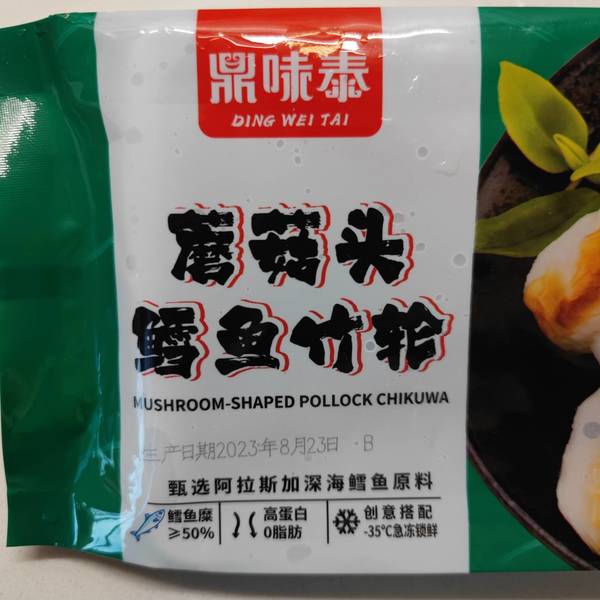 鼎味泰
DING WEI TAI
蘑菇头
鳕鱼竹轮
MUSHROOM-SHAPED POLLOCK CHIKUWA
生产日期2023年8月23日 ·B
甄选阿拉斯加深海鳕鱼原料
鳕鱼糜
≥50%
高蛋白
0脂肪
创意搭配
-35℃急冻锁鲜